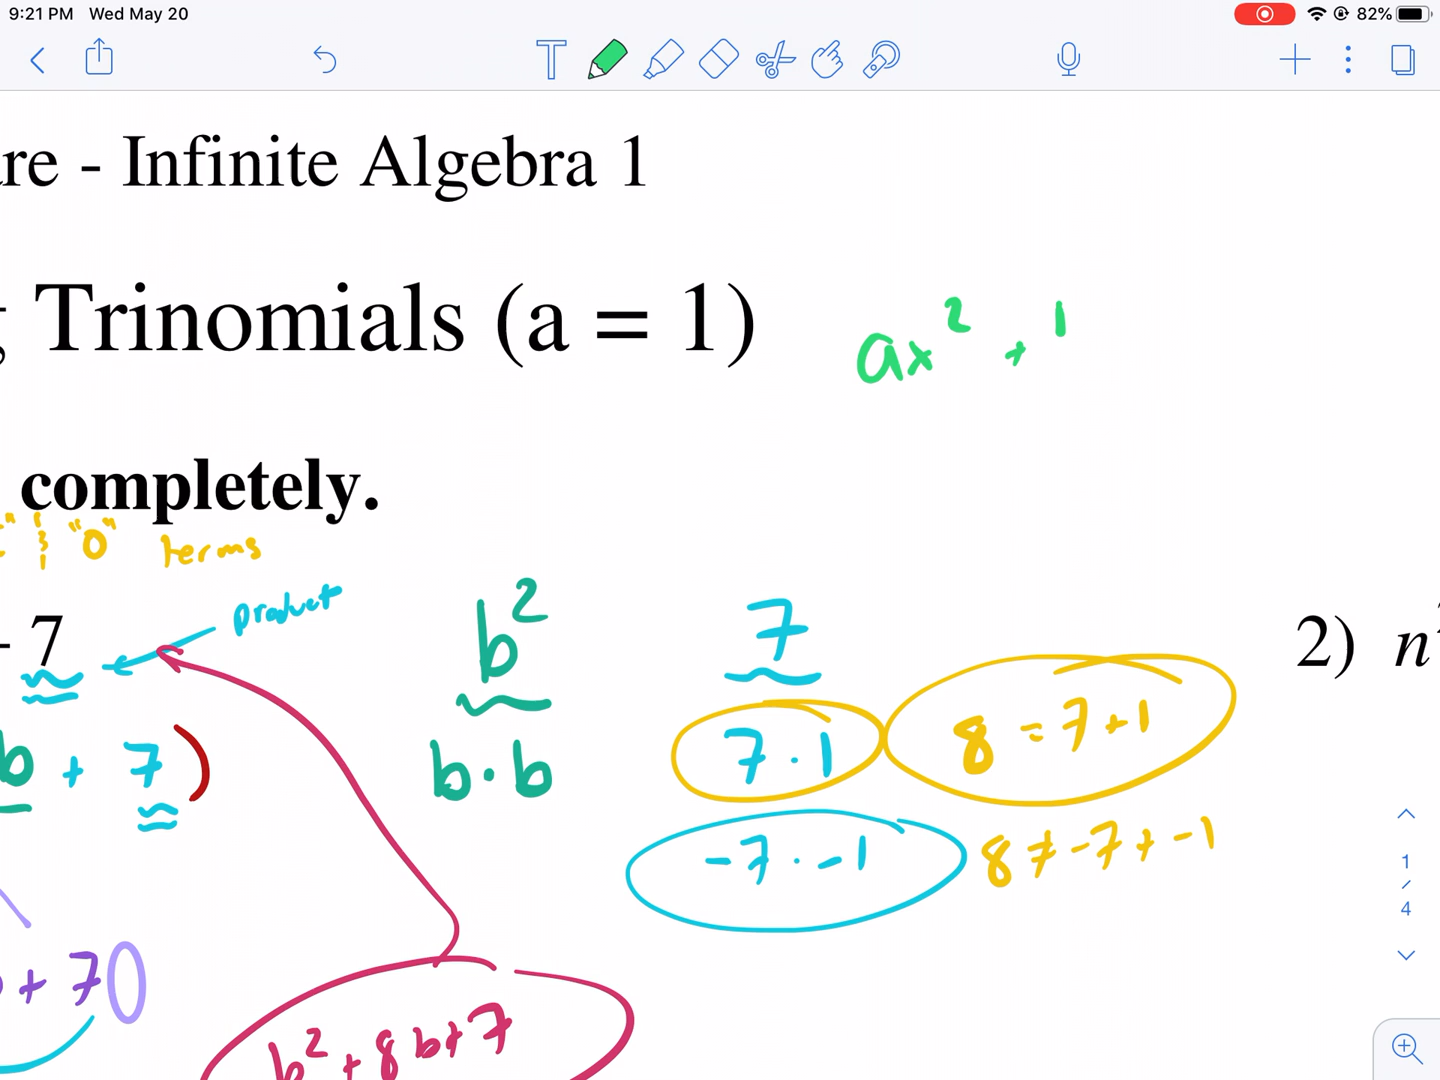 9:21 PM Wed May 20 82%
re - Infinite Algebra 1
Trinomials (a = 1)
ax² +
completely.
"0" terms
product
- 7
b²
7
2) n
b + 7)
b · b
7 · 1
8 = 7 + 1
-7 · -1
8 ≠ -7 + -1
1
/
4
+ 7
b² + 8b + 7